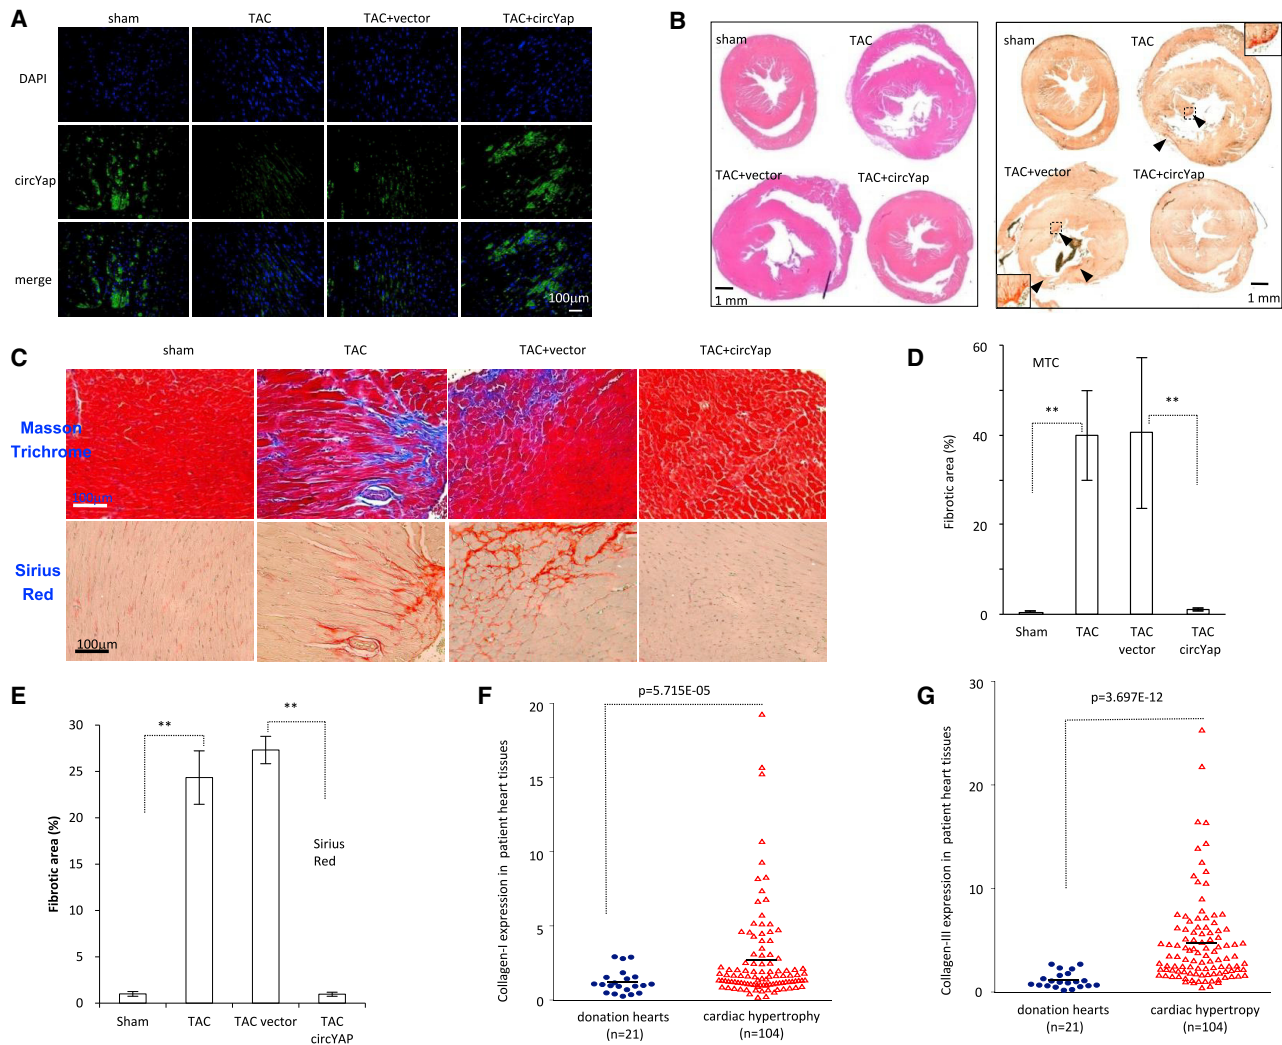 A
sham
TAC
TAC+vector
TAC+circYap
DAPI
circYap
merge
100μm
B
sham
TAC
TAC+vector
TAC+circYap
1 mm
sham
TAC
TAC+vector
TAC+circYap
1 mm
C
sham
TAC
TAC+vector
TAC+circYap
Masson
Trichrome
100μm
Sirius
Red
100μm
D
MTC
**
**
Fibrotic area (%)
60
40
20
0
Sham
TAC
TAC
vector
TAC
circYap
E
**
**
Fibrotic area (%)
30
25
20
15
10
5
0
Sirius
Red
Sham
TAC
TAC vector
TAC
circYAP
F
p=5.715E-05
Collagen-I expression in patient heart tissues
20
15
10
5
0
donation hearts
(n=21)
cardiac hypertrophy
(n=104)
G
p=3.697E-12
Collagen-III expression in patient heart tissues
30
20
10
0
donation hearts
(n=21)
cardiac hypertropy
(n=104)